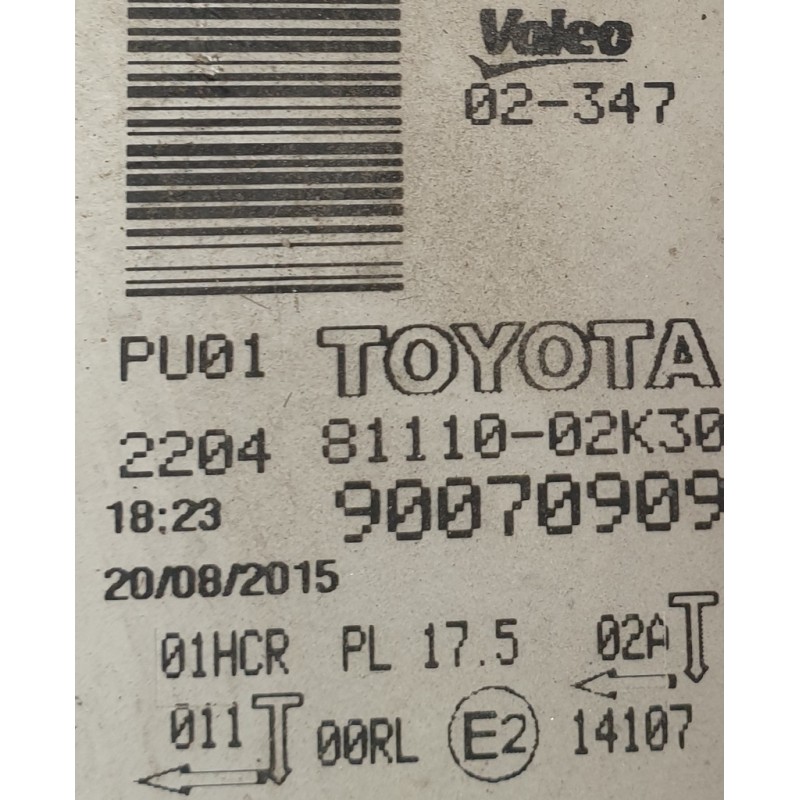 Valeo
02-347
PU01 TOYOTA
2204 81110-02K30
18:23 90070909
20/08/2015
01HCR PL 17.5 02A
011 00RL E2 14107